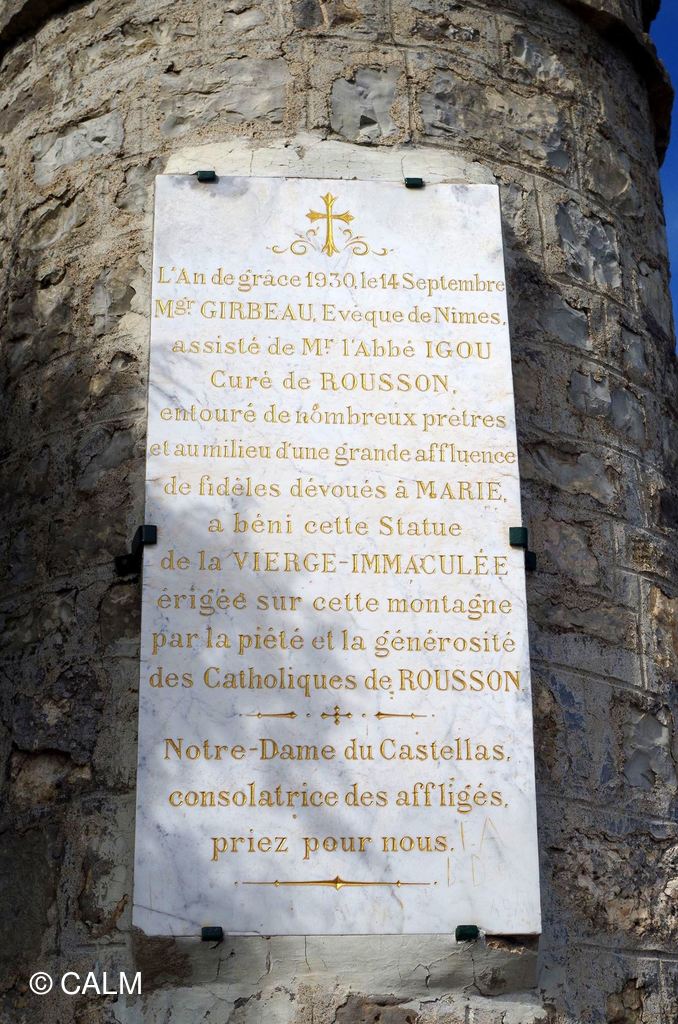 L'An de grâce 1930, le 14 Septembre
Mgr GIRBEAU, Evêque de Nimes,
assisté de Mr l'Abbé IGOU
Curé de ROUSSON,
entouré de nombreux prêtres
et au milieu d'une grande affluence
de fidèles dévoués à MARIE,
a béni cette Statue
de la VIERGE-IMMACULÉE
érigée sur cette montagne
par la piété et la générosité
des Catholiques de ROUSSON.
Notre-Dame du Castellas,
consolatrice des affligés,
priez pour nous.
© CALM